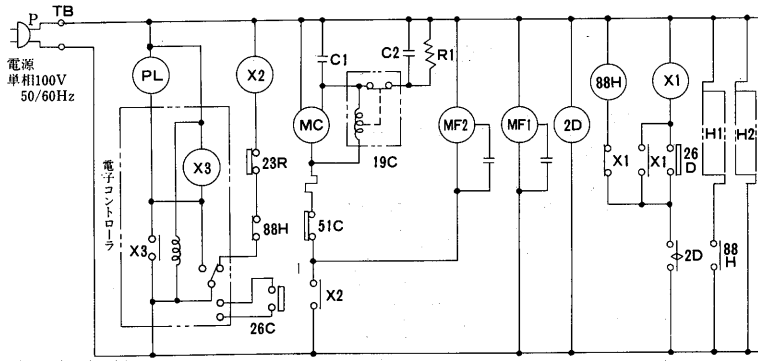 P
TB
電源
単相100V
50/60Hz
PL
X2
C1
C2
R1
MC
19C
MF2
MF1
2D
88H
X1
H1
H2
X3
電子コントローラ
23R
88H
51C
X3
X2
26C
X1
X1
26
D
2D
88
H